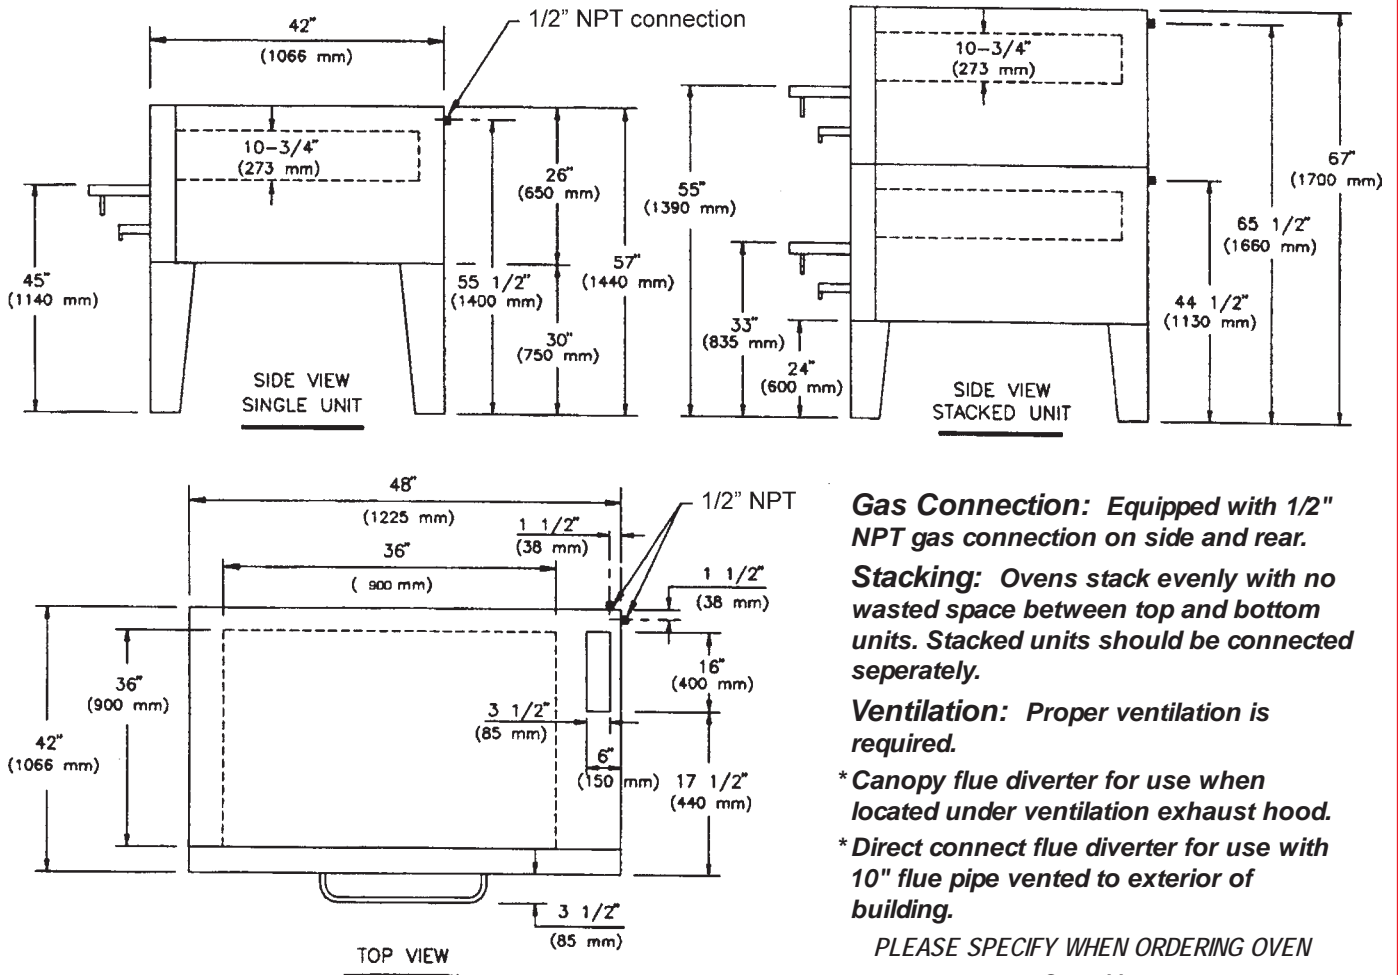 42"
(1066 mm)
1/2” NPT connection
10-3/4"
(273 mm)
26"
(650 mm)
45"
(1140 mm)
55 1/2"
(1400 mm)
57"
(1440 mm)
30"
(750 mm)
SIDE VIEW
SINGLE UNIT
10-3/4"
(273 mm)
67"
(1700 mm)
55"
(1390 mm)
65 1/2"
(1660 mm)
44 1/2"
(1130 mm)
33"
(835 mm)
24"
(600 mm)
SIDE VIEW
STACKED UNIT
48"
(1225 mm)
1/2” NPT
1 1/2"
(38 mm)
36"
( 900 mm)
1 1/2"
(38 mm)
36"
(900 mm)
16"
(400 mm)
3 1/2"
(85 mm)
42"
(1066 mm)
6"
(150 mm)
17 1/2"
(440 mm)
3 1/2"
(85 mm)
TOP VIEW
Gas Connection: Equipped with 1/2"
NPT gas connection on side and rear.
Stacking: Ovens stack evenly with no
wasted space between top and bottom
units. Stacked units should be connected
seperately.
Ventilation: Proper ventilation is
required.
*Canopy flue diverter for use when
located under ventilation exhaust hood.
*Direct connect flue diverter for use with
10" flue pipe vented to exterior of
building.
PLEASE SPECIFY WHEN ORDERING OVEN